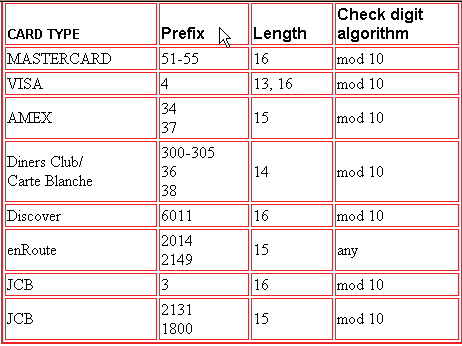 CARD TYPE Prefix Length Check digit algorithm
MASTERCARD 51-55 16 mod 10
VISA 4 13, 16 mod 10
AMEX 34 37 15 mod 10
Diners Club/ Carte Blanche 300-305 36 38 14 mod 10
Discover 6011 16 mod 10
enRoute 2014 2149 15 any
JCB 3 16 mod 10
JCB 2131 1800 15 mod 10